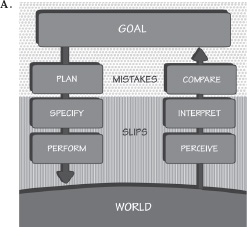 A.
GOAL
PLAN MISTAKES COMPARE
SPECIFY INTERPRET
SLIPS
PERFORM PERCEIVE
WORLD